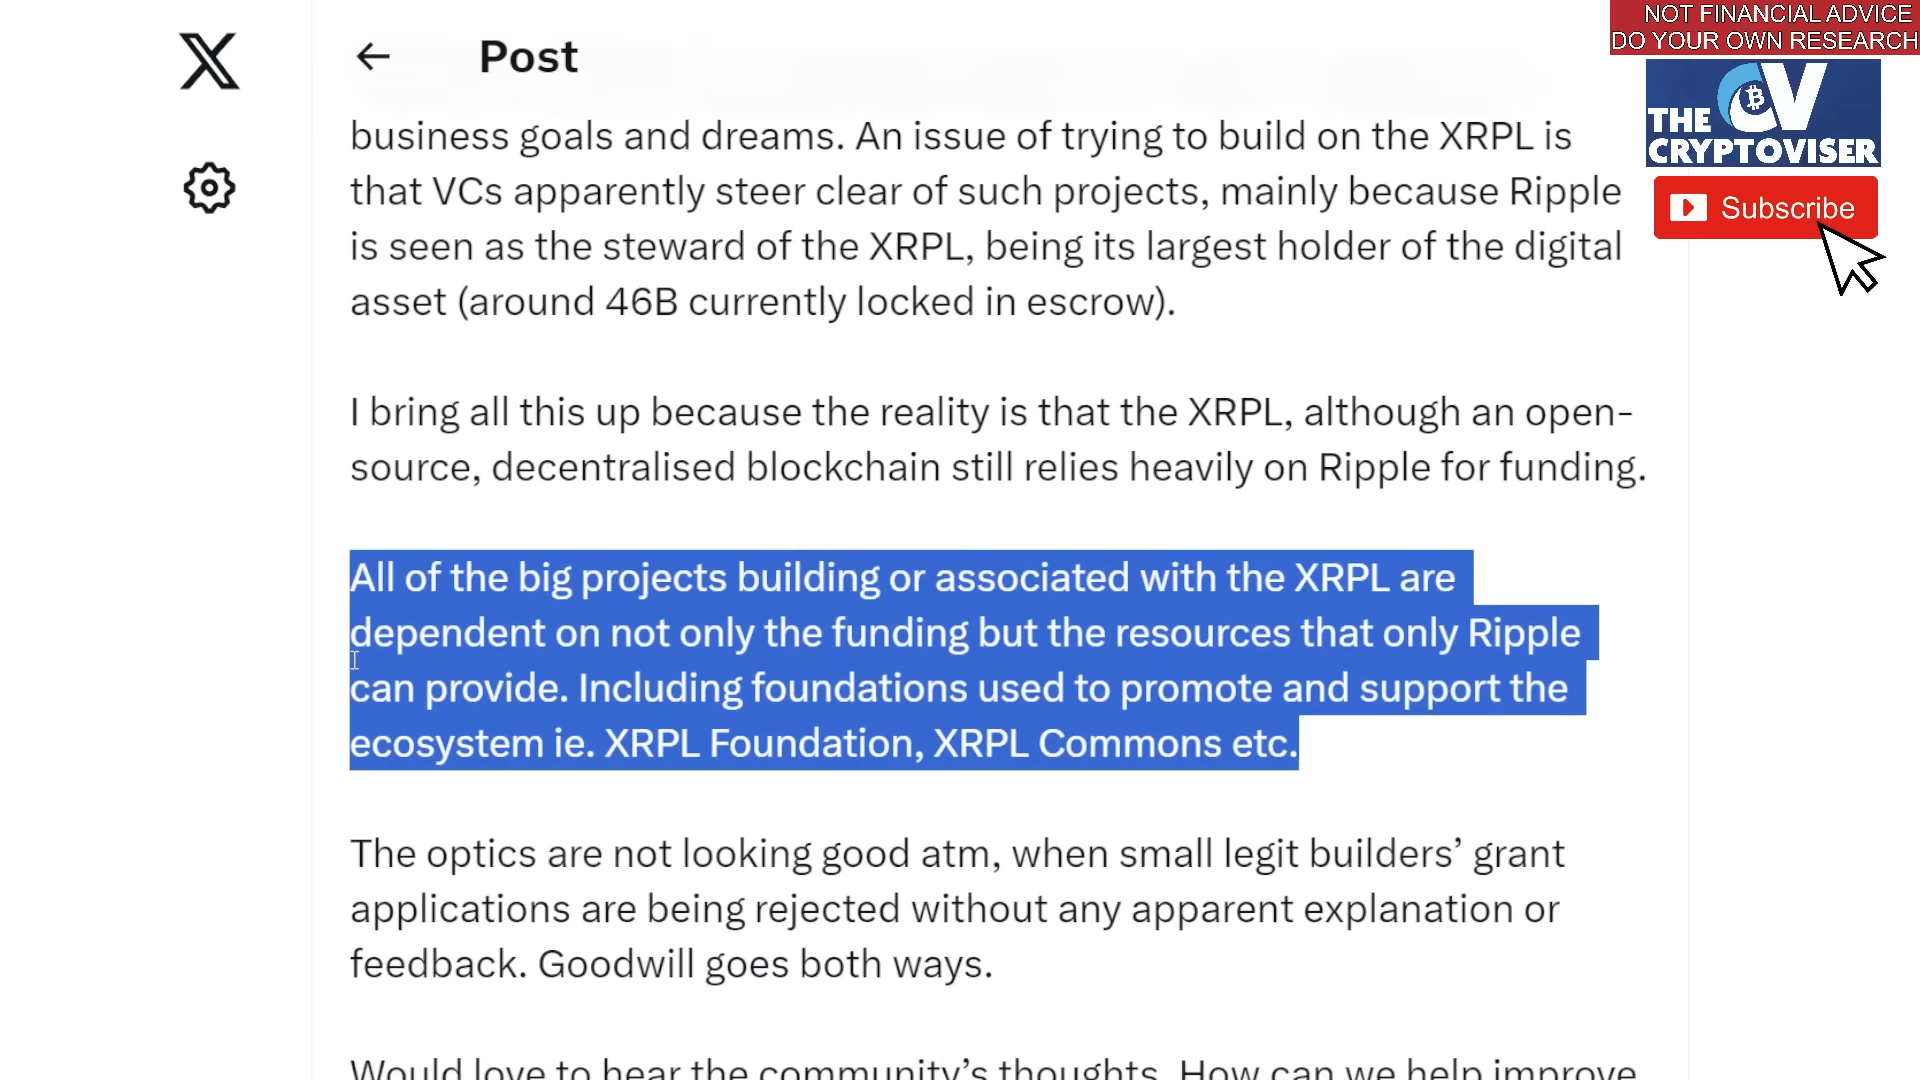 NOT FINANCIAL ADVICE
DO YOUR OWN RESEARCH
Post
THE CV
CRYPTOVISER
Subscribe
business goals and dreams. An issue of trying to build on the XRPL is
that VCs apparently steer clear of such projects, mainly because Ripple
is seen as the steward of the XRPL, being its largest holder of the digital
asset (around 46B currently locked in escrow).
I bring all this up because the reality is that the XRPL, although an open-
source, decentralised blockchain still relies heavily on Ripple for funding.
All of the big projects building or associated with the XRPL are
dependent on not only the funding but the resources that only Ripple
can provide. Including foundations used to promote and support the
ecosystem ie. XRPL Foundation, XRPL Commons etc.
The optics are not looking good atm, when small legit builders’ grant
applications are being rejected without any apparent explanation or
feedback. Goodwill goes both ways.
Would love to hear the community’s thoughts. How can we help improve